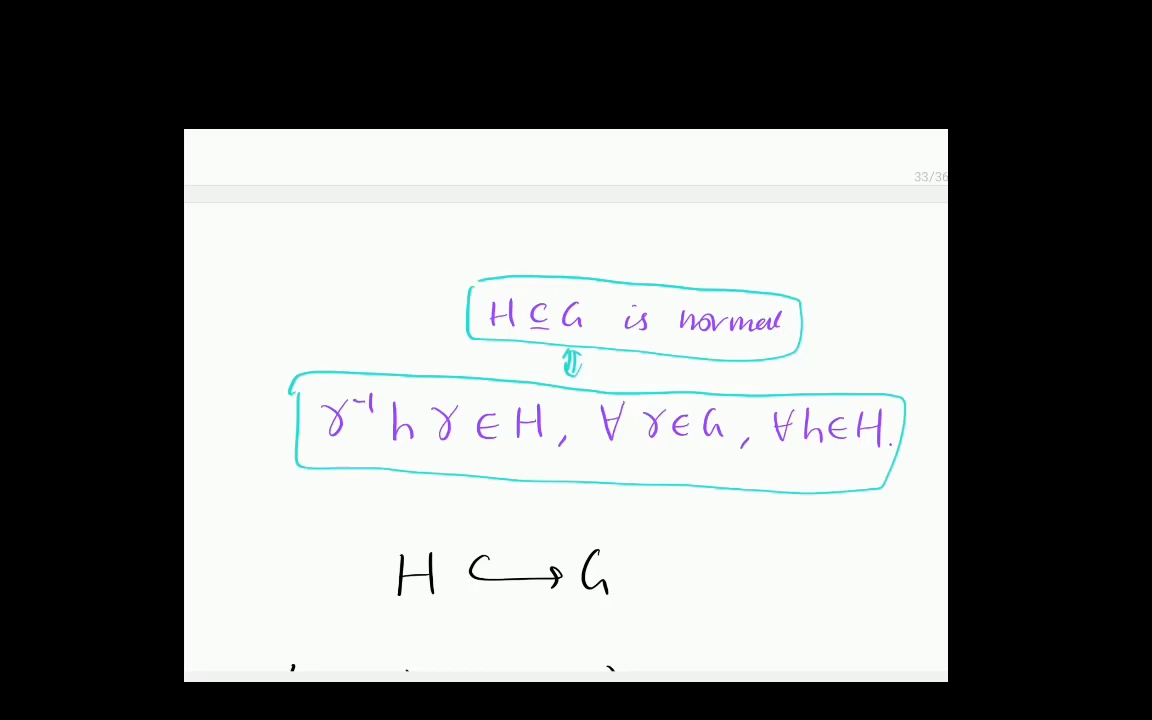 33/36
H ⊆ G is normal
⇕
γ⁻¹ h γ ∈ H, ∀ γ ∈ G, ∀ h ∈ H.
H ↪ G